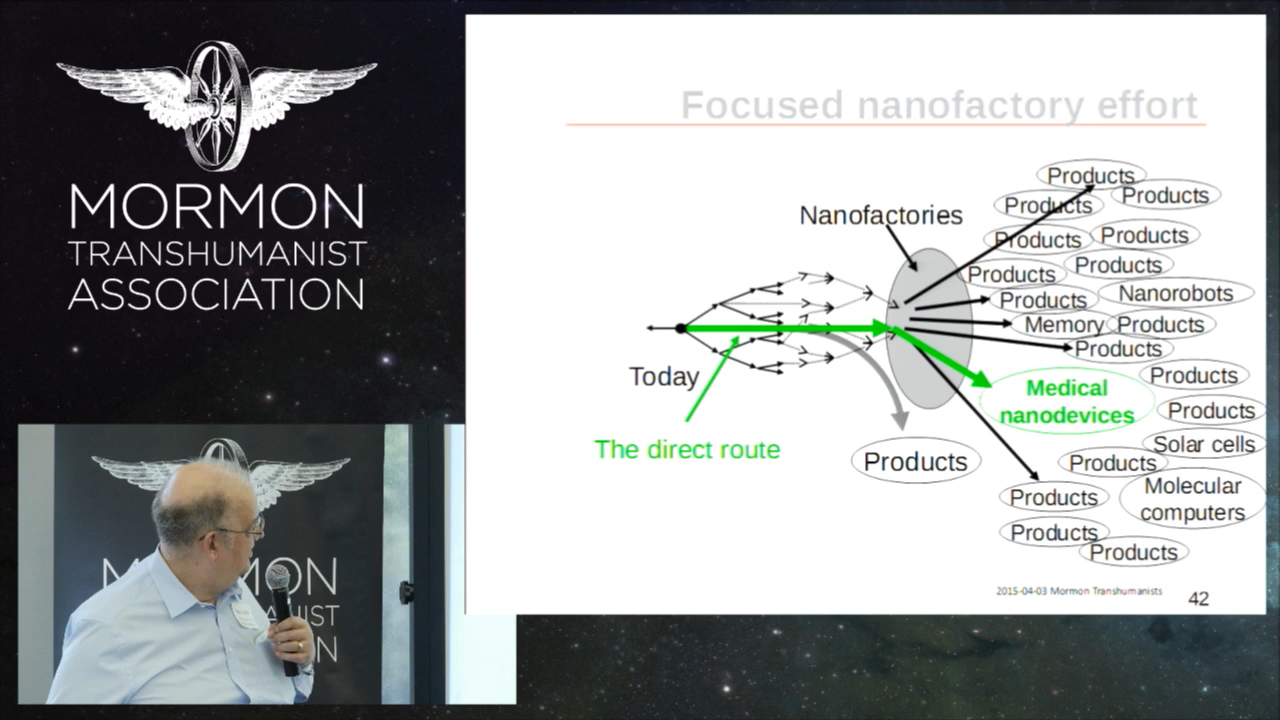 MORMON
TRANSHUMANIST
ASSOCIATION
Focused nanofactory effort
Products
Products
Products
Nanofactories
Products
Products
Products
Products
Nanorobots
Products
Memory
Products
Products
Today
Products
Medical
nanodevices
Products
The direct route
Solar cells
Products
Products
Molecular
computers
Products
Products
Products
2015-04-03 Mormon Transhumanists
42